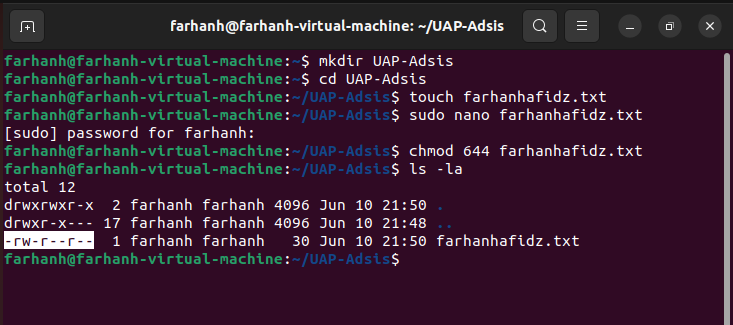 farhanh@farhanh-virtual-machine: ~/UAP-Adsis
farhanh@farhanh-virtual-machine:~$ mkdir UAP-Adsis
farhanh@farhanh-virtual-machine:~$ cd UAP-Adsis
farhanh@farhanh-virtual-machine:~/UAP-Adsis$ touch farhanhafidz.txt
farhanh@farhanh-virtual-machine:~/UAP-Adsis$ sudo nano farhanhafidz.txt
[sudo] password for farhanh:
farhanh@farhanh-virtual-machine:~/UAP-Adsis$ chmod 644 farhanhafidz.txt
farhanh@farhanh-virtual-machine:~/UAP-Adsis$ ls -la
total 12
drwxrwxr-x  2 farhanh farhanh 4096 Jun 10 21:50 .
drwxr-x--- 17 farhanh farhanh 4096 Jun 10 21:48 ..
-rw-r--r--  1 farhanh farhanh   30 Jun 10 21:50 farhanhafidz.txt
farhanh@farhanh-virtual-machine:~/UAP-Adsis$